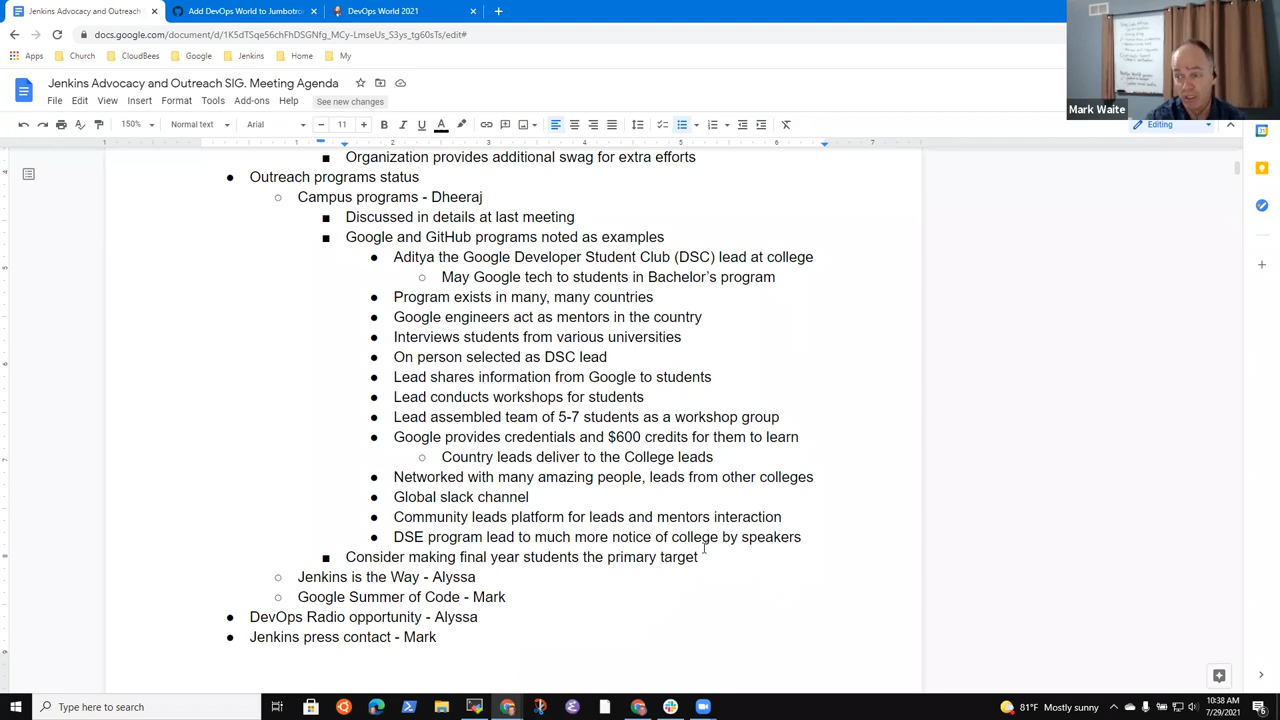 Jenkins Advocacy and Outreach S
Add DevOps World to Jumbotron
DevOps World 2021
docs.google.com/document/d/
Apps
Church
CloudBees
Google
Jenkins
Home
My
Jenkins Advocacy and Outreach SIG. Meeting Agenda
File Edit View Insert Format Tools Add-ons Help See new changes
Mark Waite
150% Normal text Arial 11 B I U A Editing
1 1 2 3 4 5 6 7
■ Organization provides additional swag for extra efforts
● Outreach programs status
○ Campus programs - Dheeraj
■ Discussed in details at last meeting
■ Google and GitHub programs noted as examples
● Aditya the Google Developer Student Club (DSC) lead at college
○ May Google tech to students in Bachelor’s program
● Program exists in many, many countries
● Google engineers act as mentors in the country
● Interviews students from various universities
● On person selected as DSC lead
● Lead shares information from Google to students
● Lead conducts workshops for students
● Lead assembled team of 5-7 students as a workshop group
● Google provides credentials and $600 credits for them to learn
○ Country leads deliver to the College leads
● Networked with many amazing people, leads from other colleges
● Global slack channel
● Community leads platform for leads and mentors interaction
● DSE program lead to much more notice of college by speakers
■ Consider making final year students the primary target
○ Jenkins is the Way - Alyssa
○ Google Summer of Code - Mark
● DevOps Radio opportunity - Alyssa
● Jenkins press contact - Mark
Type here to search
81°F Mostly sunny
10:38 AM
7/29/2021